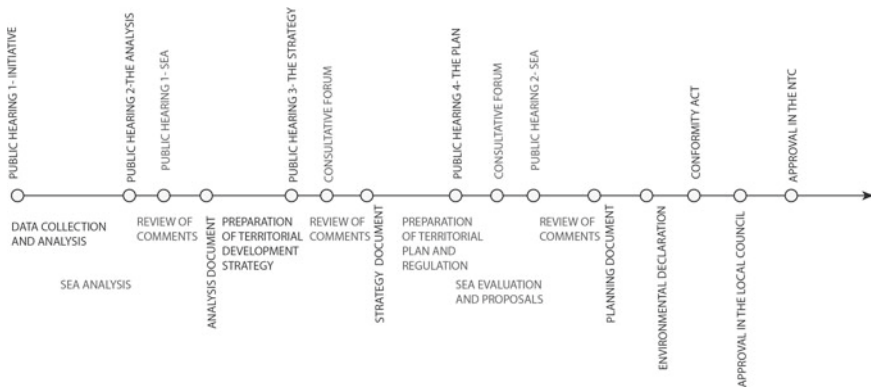 PUBLIC HEARING 1- INITIATIVE
PUBLIC HEARING 2-THE ANALYSIS
PUBLIC HEARING 1- SEA
PUBLIC HEARING 3-THE STRATEGY
CONSULTATIVE FORUM
PUBLIC HEARING 4- THE PLAN
CONSULTATIVE FORUM
PUBLIC HEARING 2- SEA
CONFORMITY ACT
APPROVAL IN THE NTC
DATA COLLECTION
AND ANALYSIS
SEA ANALYSIS
REVIEW OF
COMMENTS
ANALYSIS DOCUMENT
PREPARATION
OF TERRITORIAL
DEVELOPMENT
STRATEGY
REVIEW OF
COMMENTS
STRATEGY DOCUMENT
PREPARATION
OF TERRITORIAL
PLAN AND
REGULATION
SEA EVALUATION
AND PROPOSALS
REVIEW OF
COMMENTS
PLANNING DOCUMENT
ENVIRONMENTAL DECLARATION
APPROVAL IN THE LOCAL COUNCIL